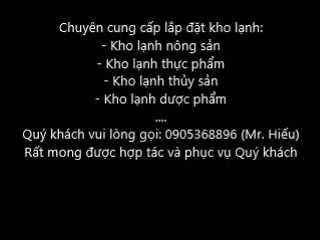 Chuyên cung cấp lắp đặt kho lạnh:
- Kho lạnh nông sản
- Kho lạnh thực phẩm
- Kho lạnh thủy sản
- Kho lạnh dược phẩm
....
Quý khách vui lòng gọi: 0905368896 (Mr. Hiếu)
Rất mong được hợp tác và phục vụ Quý khách